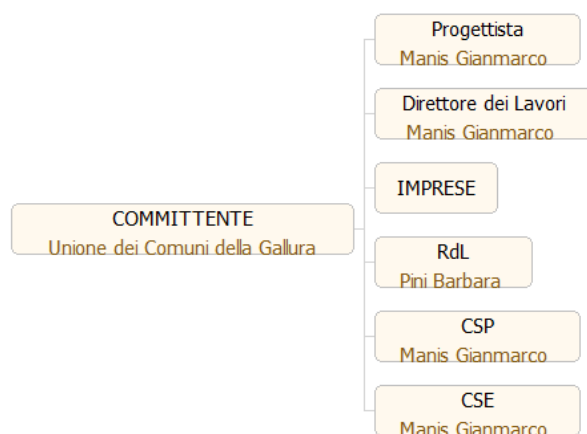 Progettista
Manis Gianmarco
Direttore dei Lavori
Manis Gianmarco
IMPRESE
COMMITTENTE
Unione dei Comuni della Gallura
RdL
Pini Barbara
CSP
Manis Gianmarco
CSE
Manis Gianmarco